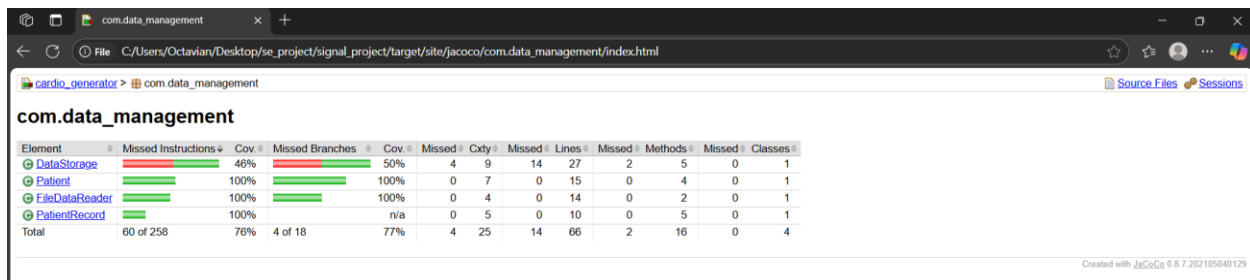 com.data_management
File C:/Users/Octavian/Desktop/se_project/signal_project/target/site/jacoco/com.data_management/index.html
cardio_generator > com.data_management Source Files Sessions
com.data_management
Element Missed Instructions Cov. Missed Branches Cov. Missed Cxty Missed Lines Missed Methods Missed Classes
DataStorage 46% 50% 4 9 14 27 2 5 0 1
Patient 100% 100% 0 7 0 15 0 4 0 1
FileDataReader 100% 100% 0 4 0 14 0 2 0 1
PatientRecord 100% n/a 0 5 0 10 0 5 0 1
Total 60 of 258 76% 4 of 18 77% 4 25 14 66 2 16 0 4
Created with JaCoCo 0.8.7.202105040129